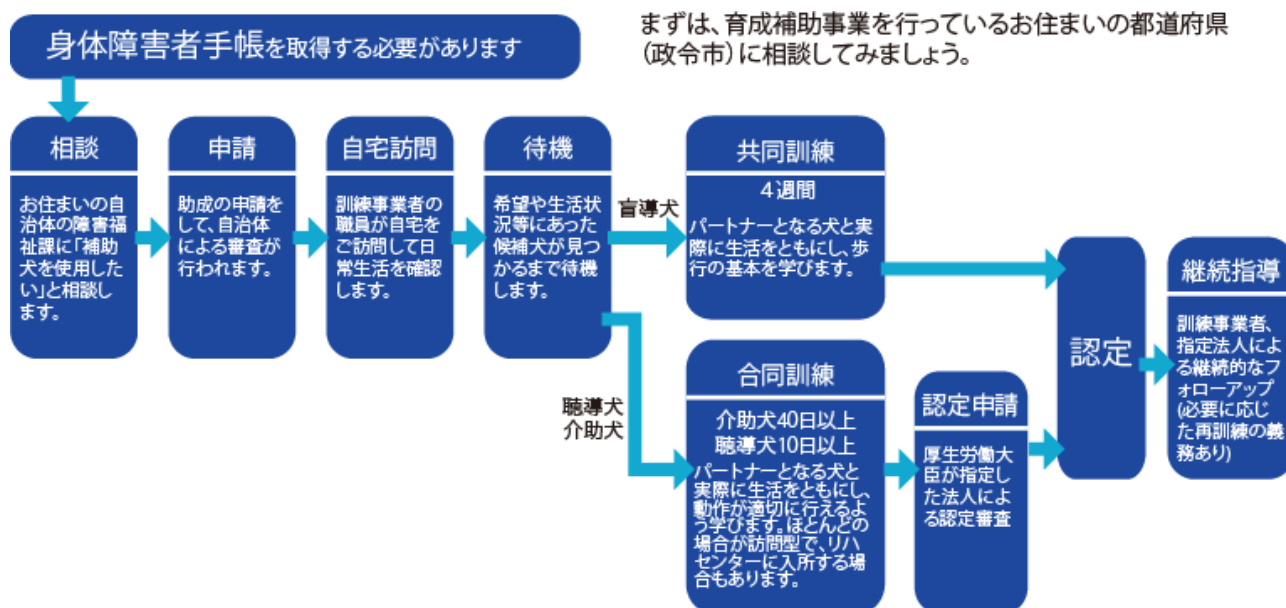 身体障害者手帳を取得する必要があります
まずは、育成補助事業を行っているお住まいの都道府県
（政令市）に相談してみましょう。
相談
お住まいの自
治体の障害福
祉課に「補助
犬を使用した
い」と相談し
ます。
申請
助成の申請を
して、自治体
による審査が
行われます。
自宅訪問
訓練事業者の
職員が自宅を
ご訪問して日
常生活を確認
します。
待機
希望や生活状
況等にあった
候補犬が見つ
かるまで待機
します。
盲導犬
共同訓練
４週間
パートナーとなる犬と実
際に生活をともにし、歩
行の基本を学びます。
聴導犬
介助犬
合同訓練
介助犬40日以上
聴導犬10日以上
パートナーとなる犬と
実際に生活をともにし、
動作が適切に行えるよ
う学びます。ほとんどの
場合が訪問型で、リハ
センターに入所する場
合もあります。
認定申請
厚生労働大
臣が指定し
た法人によ
る認定審査
認定
継続指導
訓練事業者、
指定法人によ
る継続的なフ
ォローアップ
(必要に応じ
た再訓練の義
務あり)